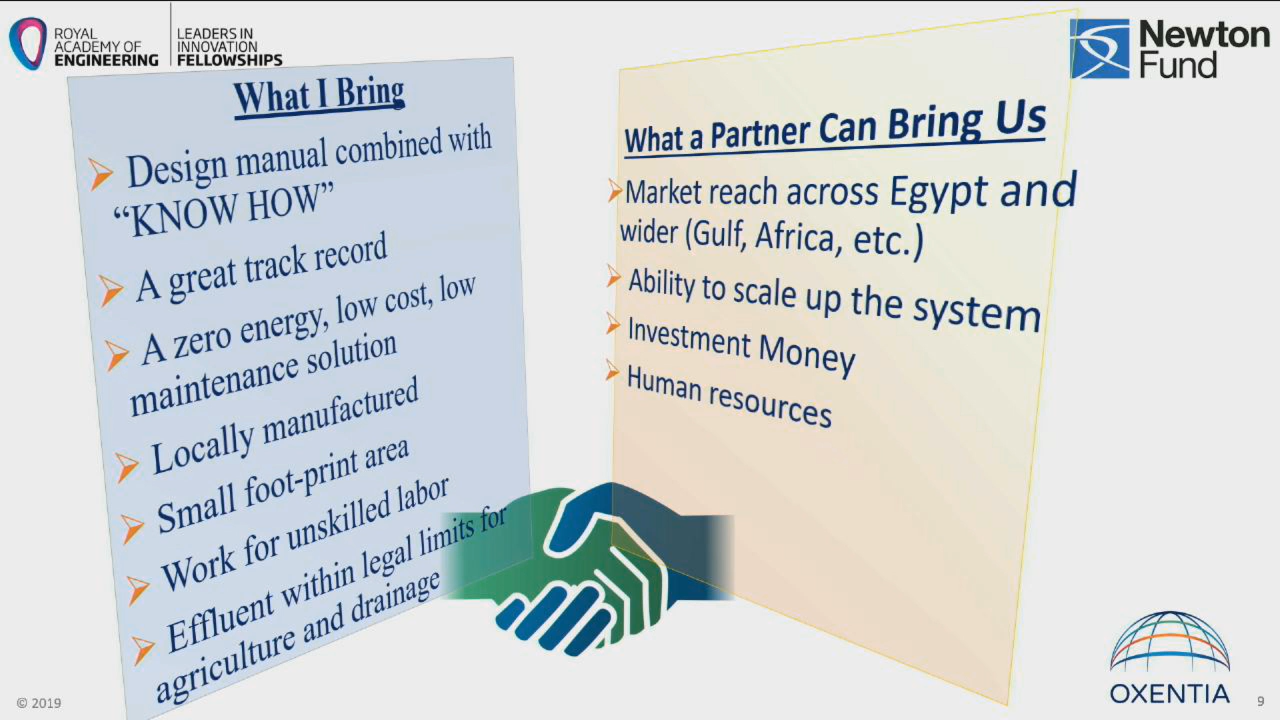 ROYAL
ACADEMY OF
ENGINEERING
LEADERS IN
INNOVATION
FELLOWSHIPS
Newton
Fund
What I Bring
Design manual combined with
“KNOW HOW”
A great track record
A zero energy, low cost, low
maintenance solution
Locally manufactured
Small foot-print area
Work for unskilled labor
Effluent within legal limits for
agriculture and drainage
What a Partner Can Bring Us
Market reach across Egypt and
wider (Gulf, Africa, etc.)
Ability to scale up the system
Investment Money
Human resources
OXENTIA
© 2019
9